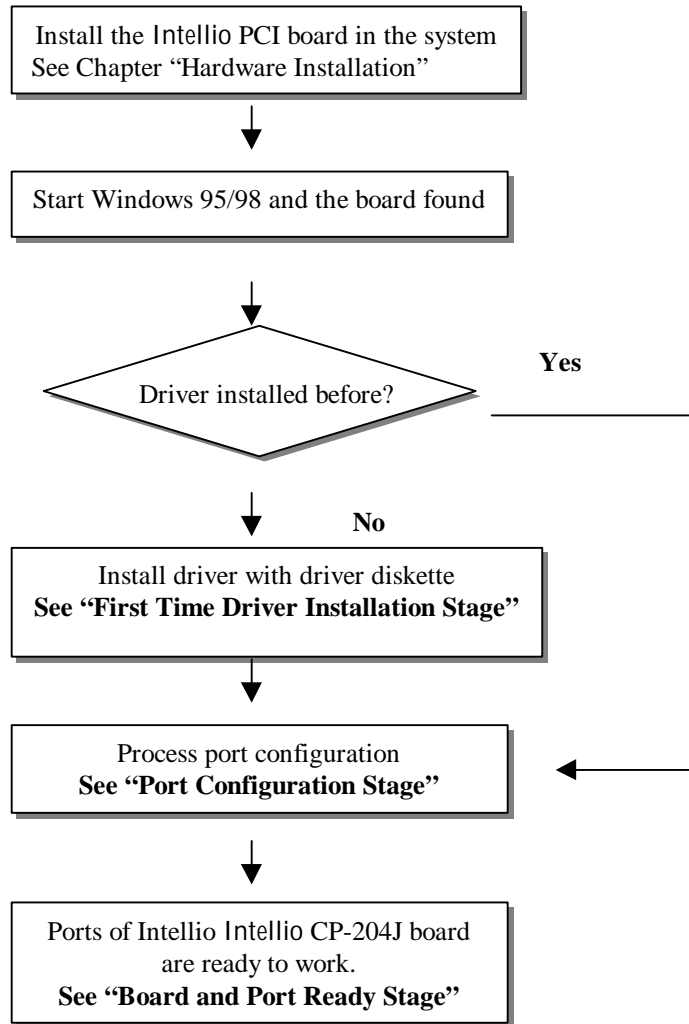 Install the Intellio PCI board in the system
See Chapter “Hardware Installation”
Start Windows 95/98 and the board found
Yes
Driver installed before?
No
Install driver with driver diskette
See “First Time Driver Installation Stage”
Process port configuration
See “Port Configuration Stage”
Ports of Intellio Intellio CP-204J board
are ready to work.
See “Board and Port Ready Stage”